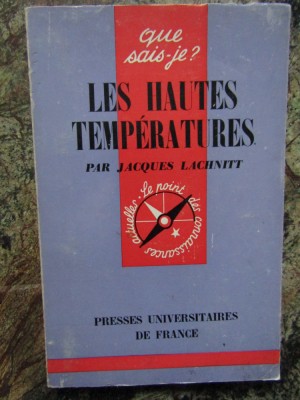 que
sais-je?
LES HAUTES
TEMPÉRATURES
PAR JACQUES LACHNITT
Le point des connaissances actuelles
PRESSES UNIVERSITAIRES
DE FRANCE